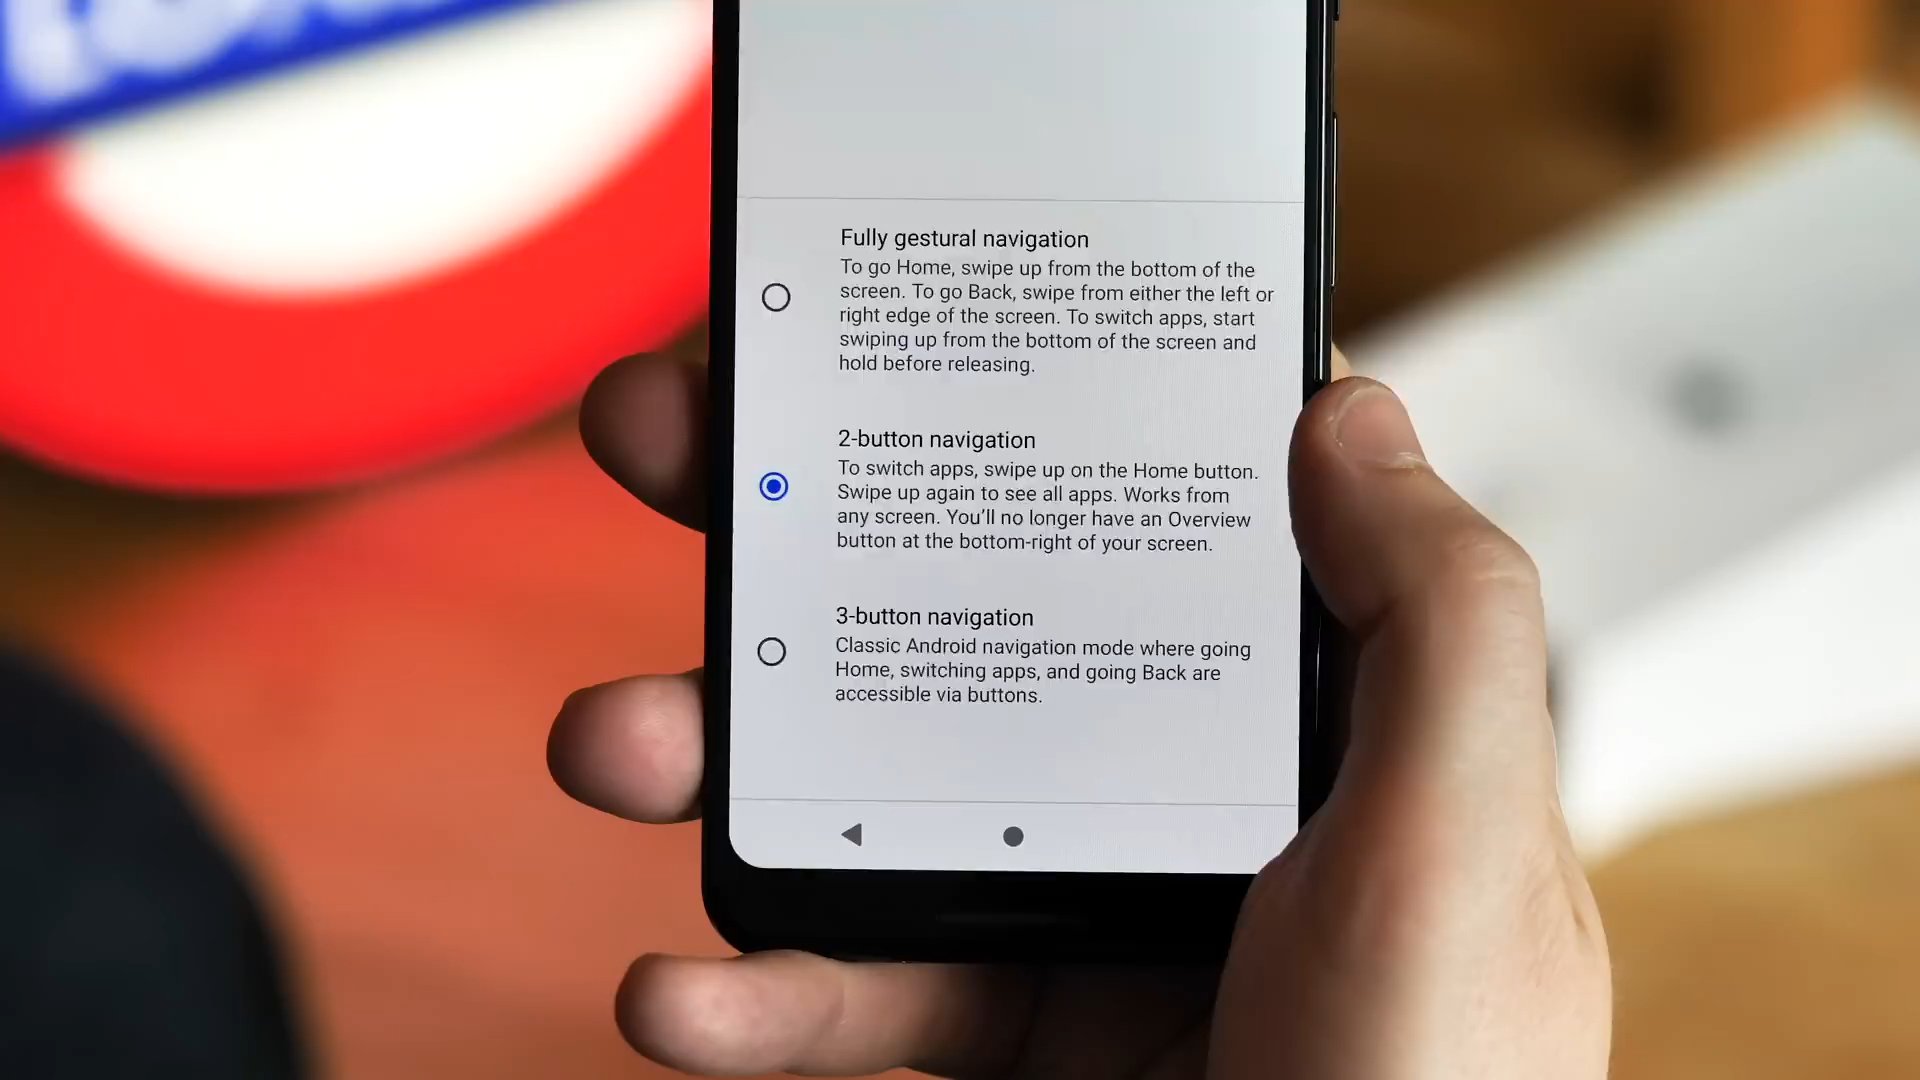 Fully gestural navigation
To go Home, swipe up from the bottom of the
screen. To go Back, swipe from either the left or
right edge of the screen. To switch apps, start
swiping up from the bottom of the screen and
hold before releasing.
2-button navigation
To switch apps, swipe up on the Home button.
Swipe up again to see all apps. Works from
any screen. You’ll no longer have an Overview
button at the bottom-right of your screen.
3-button navigation
Classic Android navigation mode where going
Home, switching apps, and going Back are
accessible via buttons.